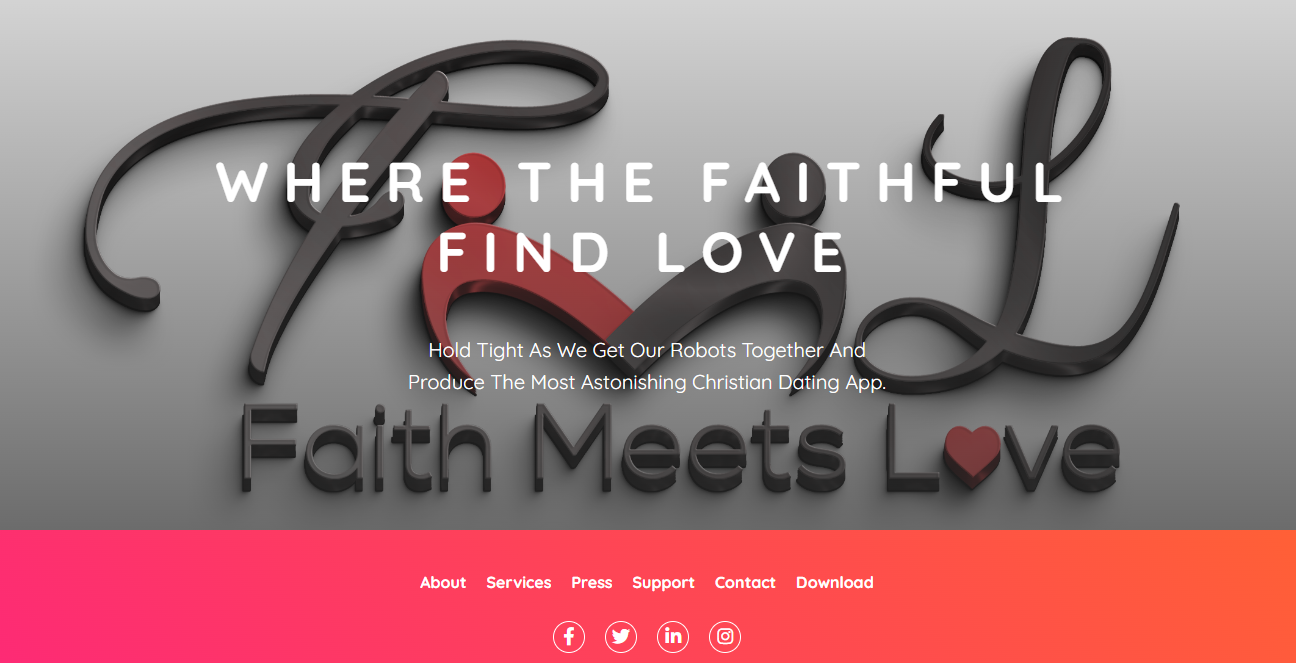 WHERE THE FAITHFUL
FIND LOVE
Hold Tight As We Get Our Robots Together And
Produce The Most Astonishing Christian Dating App.
F L
Faith Meets Love
About Services Press Support Contact Download